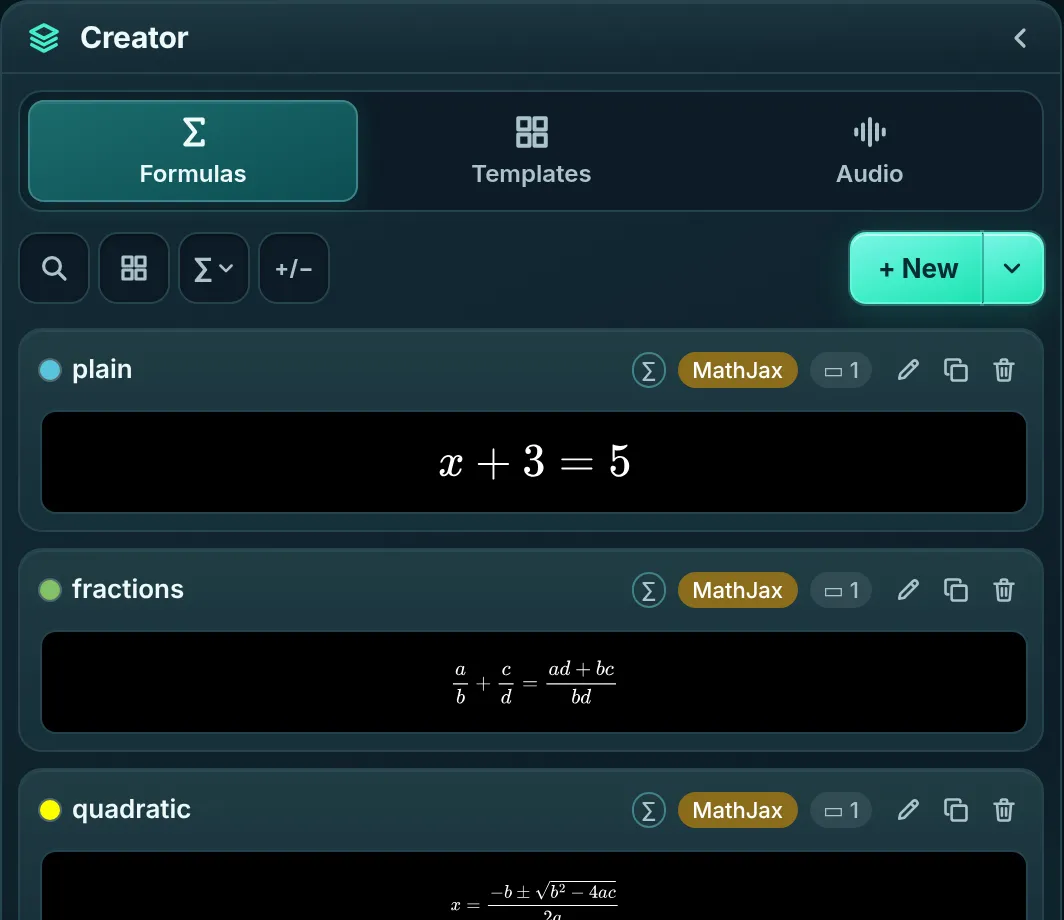 Creator
Σ
Formulas
Templates
Audio
Σ +/−
+ New
plain Σ MathJax 1
x + 3 = 5
fractions Σ MathJax 1
a/b + c/d = (ad + bc)/bd
quadratic Σ MathJax 1
x = (−b ± √(b² − 4ac))/2a